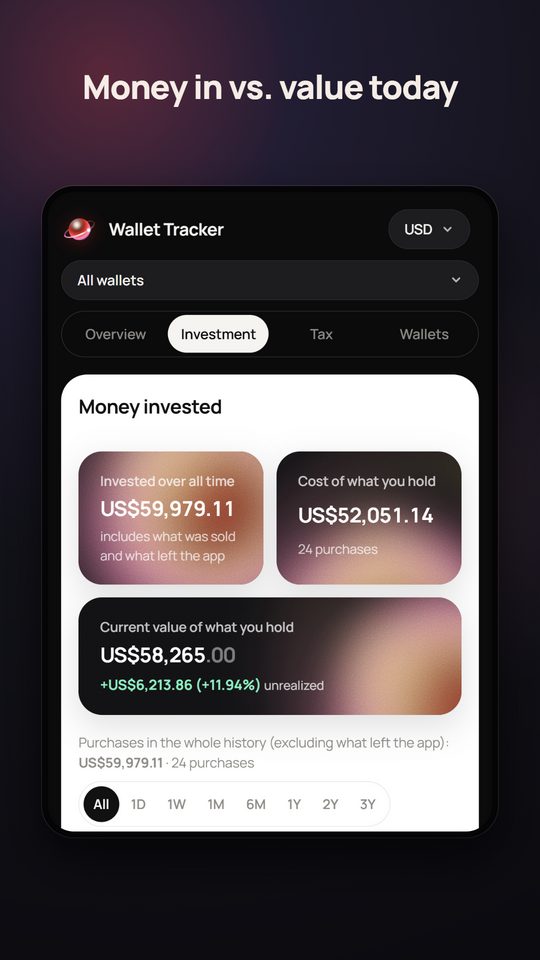 Money in vs. value today
Wallet Tracker
USD
All wallets
Overview
Investment
Tax
Wallets
Money invested
Invested over all time
US$59,979.11
includes what was sold
and what left the app
Cost of what you hold
US$52,051.14
24 purchases
Current value of what you hold
US$58,265.00
+US$6,213.86 (+11.94%) unrealized
Purchases in the whole history (excluding what left the app):
US$59,979.11 · 24 purchases
All 1D 1W 1M 6M 1Y 2Y 3Y